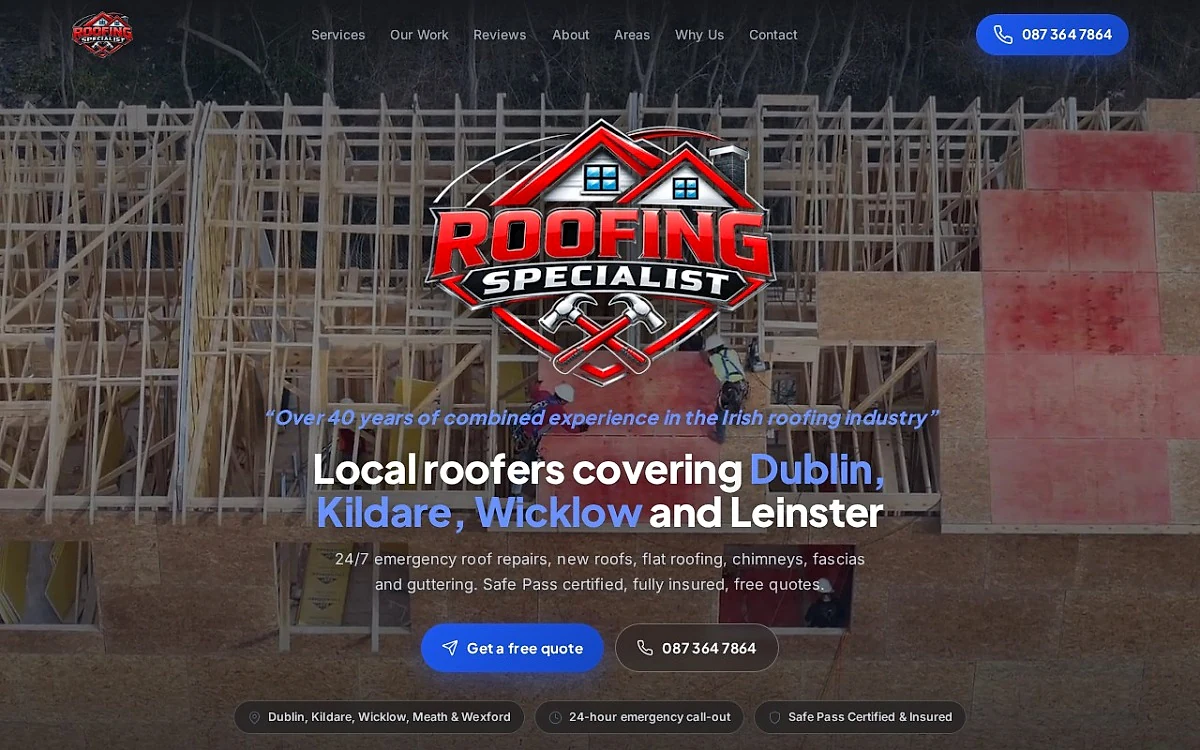 ROOFING
SPECIALIST
Services Our Work Reviews About Areas Why Us Contact
087 364 7864
ROOFING
SPECIALIST
“Over 40 years of combined experience in the Irish roofing industry”
Local roofers covering Dublin,
Kildare, Wicklow and Leinster
24/7 emergency roof repairs, new roofs, flat roofing, chimneys, fascias
and guttering. Safe Pass certified, fully insured, free quotes.
Get a free quote
087 364 7864
Dublin, Kildare, Wicklow, Meath & Wexford
24-hour emergency call-out
Safe Pass Certified & Insured